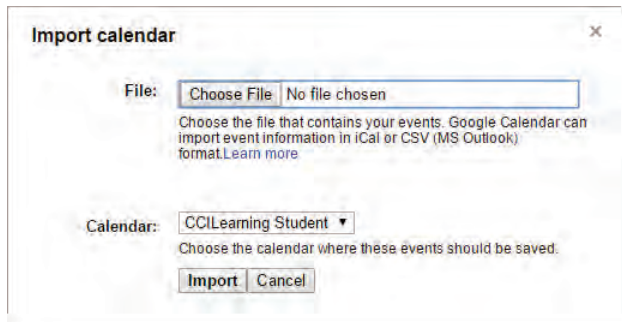 Import calendar
File: Choose File No file chosen
Choose the file that contains your events. Google Calendar can
import event information in iCal or CSV (MS Outlook)
format.Learn more
Calendar: CCILearning Student
Choose the calendar where these events should be saved.
Import Cancel